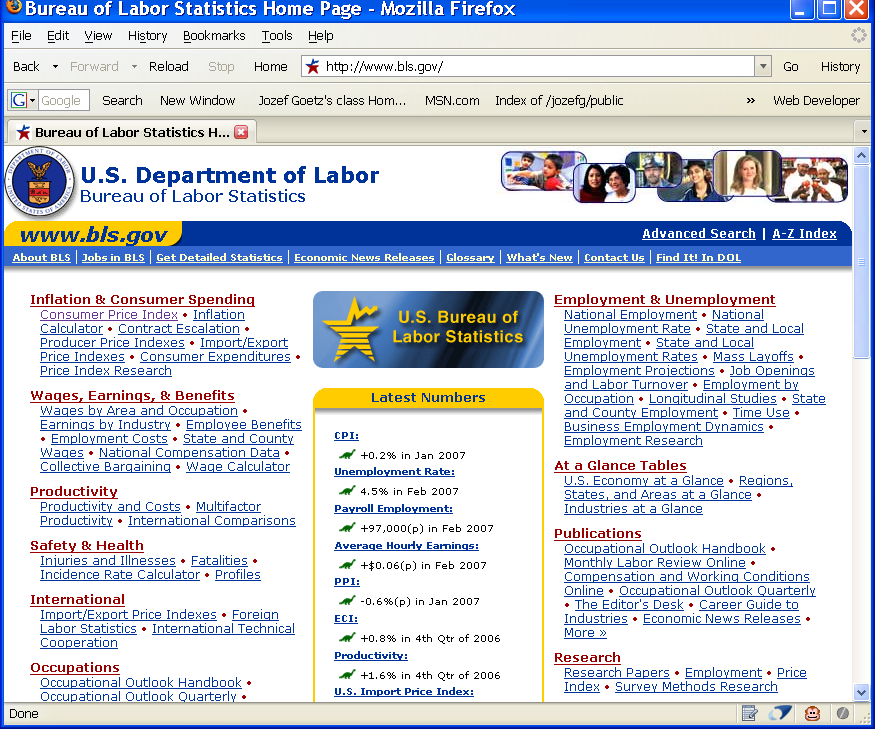 Bureau of Labor Statistics Home Page - Mozilla Firefox
File Edit View History Bookmarks Tools Help
Back Forward Reload Stop Home http://www.bls.gov/ Go History
G Google Search New Window Jozef Goetz's class Hom... MSN.com Index of /jozefg/public » Web Developer
Bureau of Labor Statistics H...
U.S. Department of Labor
Bureau of Labor Statistics
www.bls.gov
Advanced Search | A-Z Index
About BLS | Jobs in BLS | Get Detailed Statistics | Economic News Releases | Glossary | What's New | Contact Us | Find It! In DOL
Inflation & Consumer Spending
Consumer Price Index • Inflation
Calculator • Contract Escalation •
Producer Price Indexes • Import/Export
Price Indexes • Consumer Expenditures •
Price Index Research
Wages, Earnings, & Benefits
Wages by Area and Occupation •
Earnings by Industry • Employee Benefits
• Employment Costs • State and County
Wages • National Compensation Data •
Collective Bargaining • Wage Calculator
Productivity
Productivity and Costs • Multifactor
Productivity • International Comparisons
Safety & Health
Injuries and Illnesses • Fatalities •
Incidence Rate Calculator • Profiles
International
Import/Export Price Indexes • Foreign
Labor Statistics • International Technical
Cooperation
Occupations
Occupational Outlook Handbook •
Occupational Outlook Quarterly •
U.S. Bureau of
Labor Statistics
Latest Numbers
CPI:
+0.2% in Jan 2007
Unemployment Rate:
4.5% in Feb 2007
Payroll Employment:
+97,000(p) in Feb 2007
Average Hourly Earnings:
+$0.06(p) in Feb 2007
PPI:
-0.6%(p) in Jan 2007
ECI:
+0.8% in 4th Qtr of 2006
Productivity:
+1.6% in 4th Qtr of 2006
U.S. Import Price Index:
Employment & Unemployment
National Employment • National
Unemployment Rate • State and Local
Employment • State and Local
Unemployment Rates • Mass Layoffs •
Employment Projections • Job Openings
and Labor Turnover • Employment by
Occupation • Longitudinal Studies • State
and County Employment • Time Use •
Business Employment Dynamics •
Employment Research
At a Glance Tables
U.S. Economy at a Glance • Regions,
States, and Areas at a Glance •
Industries at a Glance
Publications
Occupational Outlook Handbook •
Monthly Labor Review Online •
Compensation and Working Conditions
Online • Occupational Outlook Quarterly
• The Editor's Desk • Career Guide to
Industries • Economic News Releases •
More »
Research
Research Papers • Employment • Price
Index • Survey Methods Research
Done